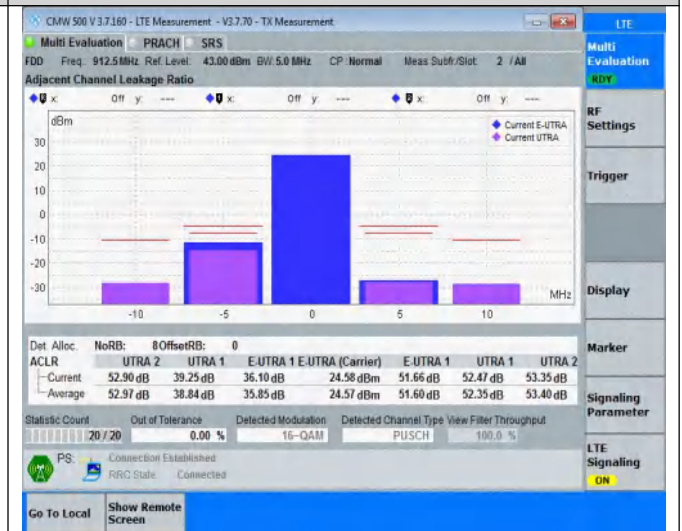 CMW 500 V 3.7.160 - LTE Measurement - V3.7.70 - TX Measurement
LTE
Multi Evaluation PRACH SRS
Multi Evaluation
RDY
FDD Freq.: 912.5 MHz Ref. Level: 43.00 dBm BW: 5.0 MHz CP: Normal Meas Subfr./Slot: 2 / All
Adjacent Channel Leakage Ratio
x: Off y: --- x: Off y: --- x: Off y: ---
RF Settings
dBm
Current E-UTRA
Current UTRA
30
20
10
0
-10
-20
-30
MHz
-10 -5 0 5 10
Trigger
Display
Det. Alloc. NoRB: 8 OffsetRB: 0
ACLR UTRA 2 UTRA 1 E-UTRA 1 E-UTRA (Carrier) E-UTRA 1 UTRA 1 UTRA 2
Current 52.90 dB 39.25 dB 36.10 dB 24.58 dBm 51.66 dB 52.47 dB 53.35 dB
Average 52.97 dB 38.84 dB 35.85 dB 24.57 dBm 51.60 dB 52.35 dB 53.40 dB
Marker
Statistic Count Out of Tolerance Detected Modulation Detected Channel Type View Filter Throughput
20 / 20 0.00 % 16-QAM PUSCH 100.0 %
Signaling Parameter
PS: Connection Established
RRC State Connected
LTE Signaling
ON
Go To Local
Show Remote Screen